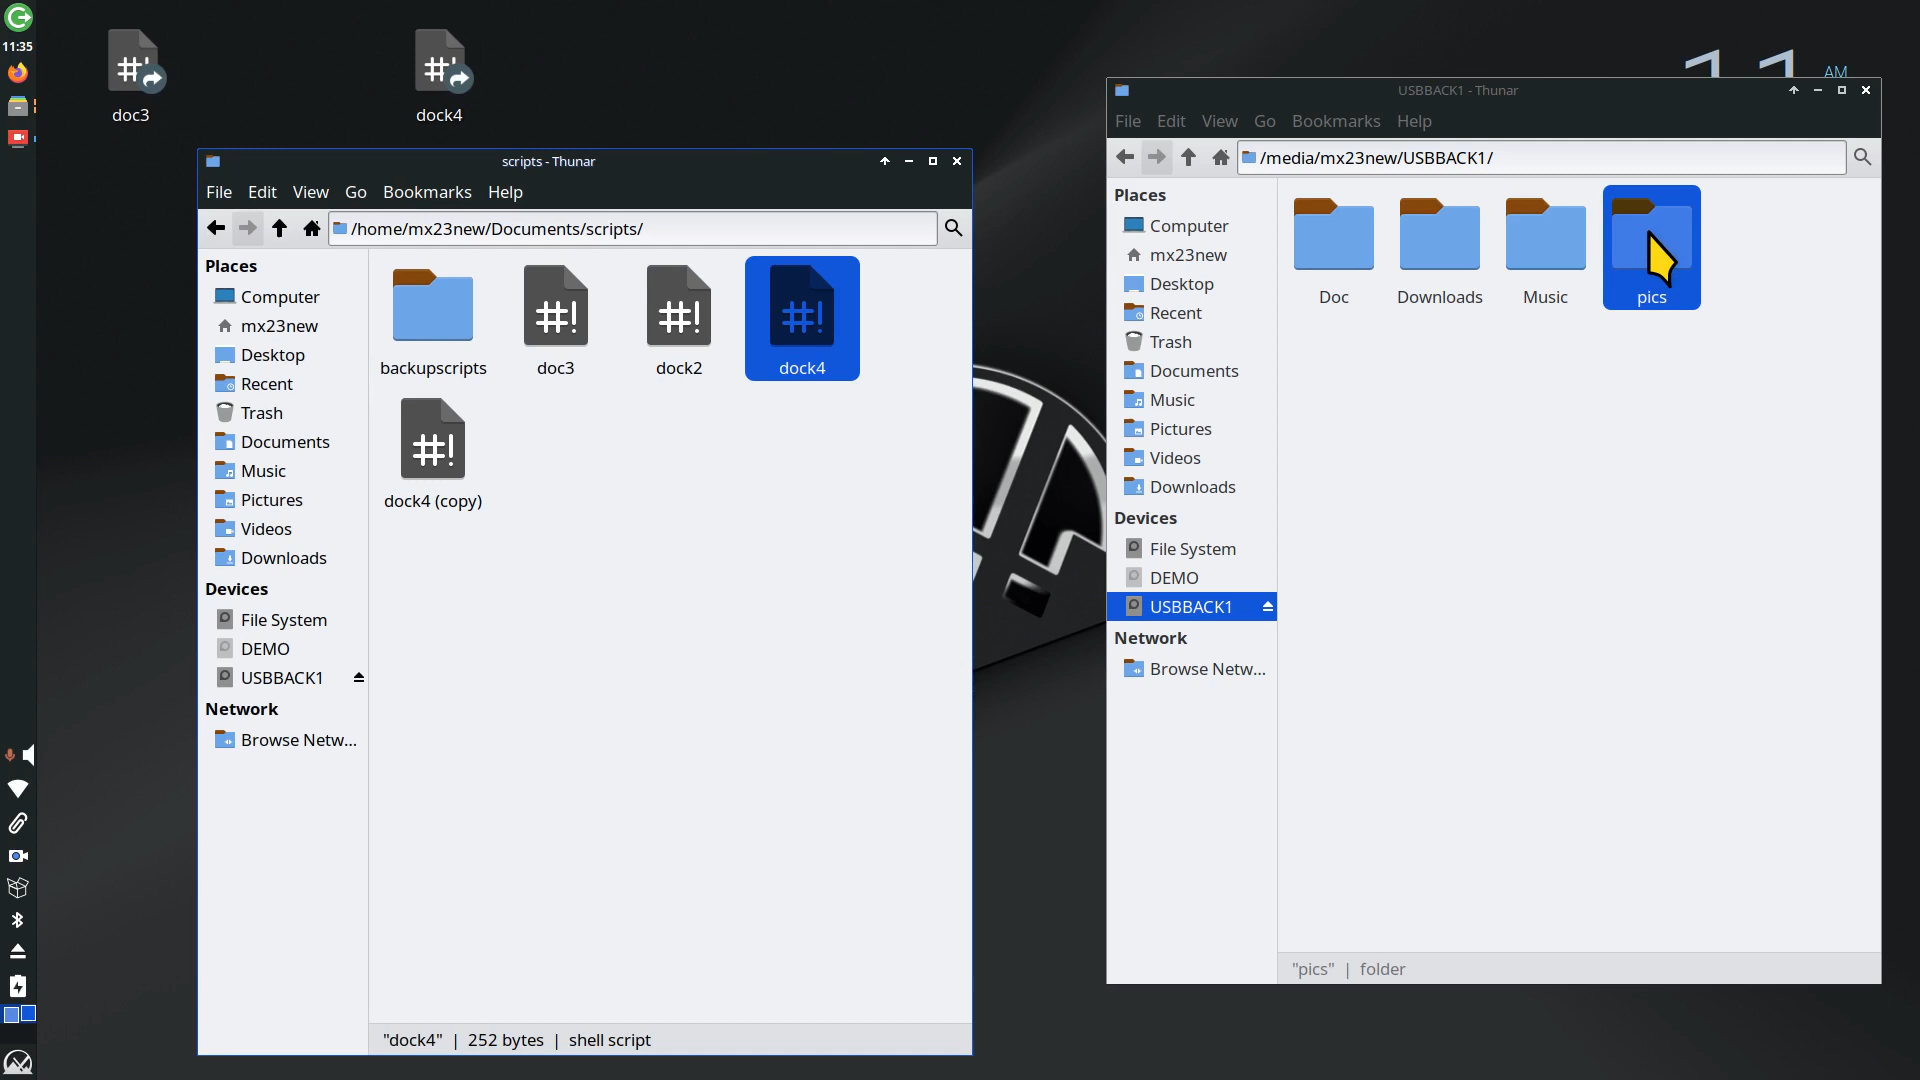 11:35
doc3
dock4
11
AM
scripts - Thunar
File Edit View Go Bookmarks Help
/home/mx23new/Documents/scripts/
Places
Computer
mx23new
Desktop
Recent
Trash
Documents
Music
Pictures
Videos
Downloads
Devices
File System
DEMO
USBBACK1
Network
Browse Netw...
#!
backupscripts
doc3
dock2
dock4
dock4 (copy)
"dock4" | 252 bytes | shell script
USBBACK1 - Thunar
File Edit View Go Bookmarks Help
/media/mx23new/USBBACK1/
Places
Computer
mx23new
Desktop
Recent
Trash
Documents
Music
Pictures
Videos
Downloads
Devices
File System
DEMO
USBBACK1
Network
Browse Netw...
Doc
Downloads
Music
pics
"pics" | folder